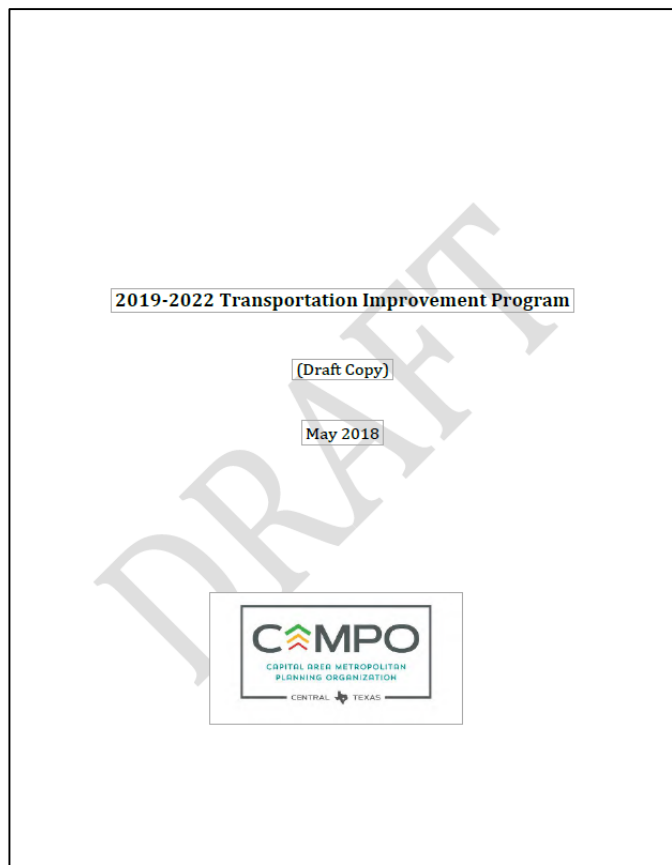 2019-2022 Transportation Improvement Program
(Draft Copy)
May 2018
DRAFT
CAMPO
CAPITAL AREA METROPOLITAN
PLANNING ORGANIZATION
CENTRAL TEXAS